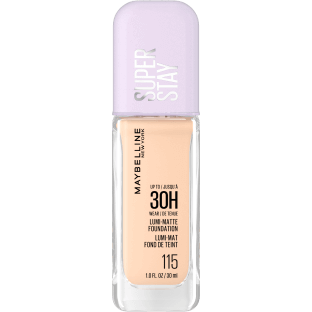 SUPER
STAY
MAYBELLINE
NEW YORK
UP TO / JUSQU'À
30H
WEAR / DE TENUE
LUMI-MATTE
FOUNDATION
LUMI-MAT
FOND DE TEINT
115
1.0 FL OZ / 30 ml